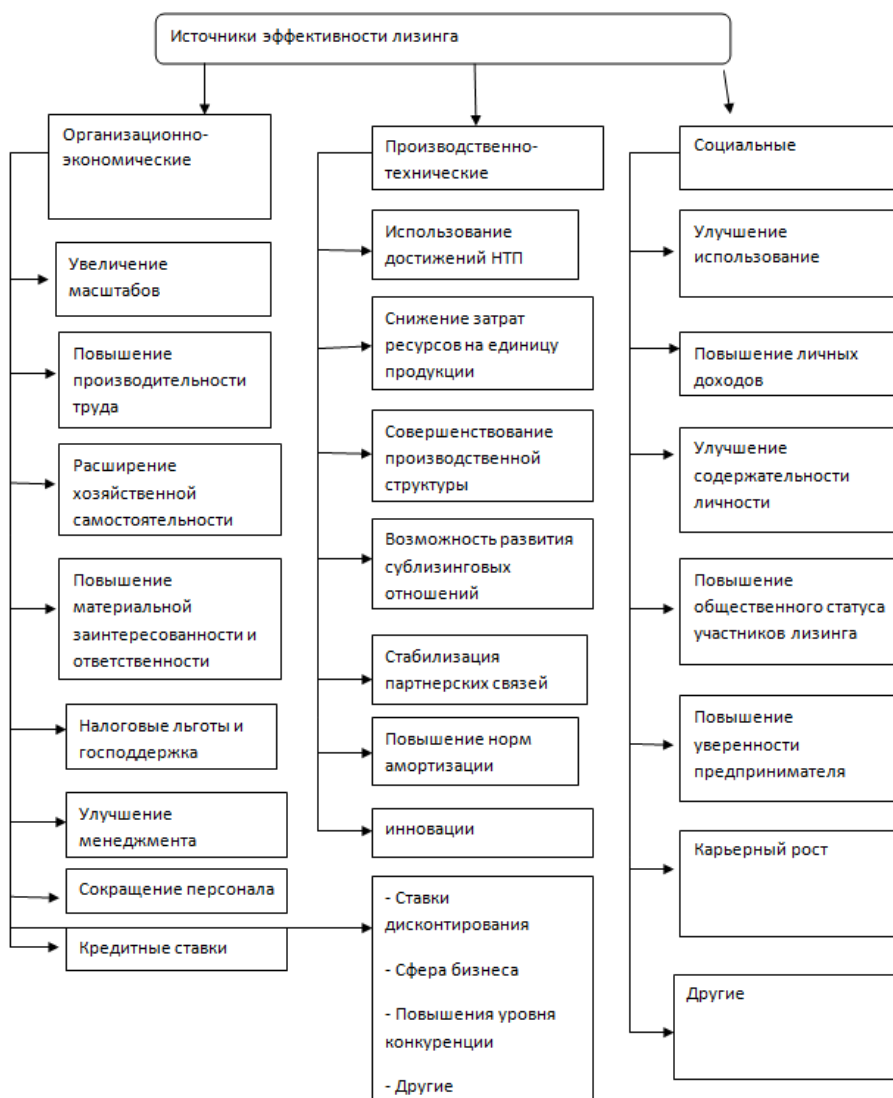 Источники эффективности лизинга
Организационно-
экономические
Увеличение
масштабов
Повышение
производительности
труда
Расширение
хозяйственной
самостоятельности
Повышение
материальной
заинтересованности и
ответственности
Налоговые льготы и
господдержка
Улучшение
менеджмента
Сокращение персонала
Кредитные ставки
Производственно-
технические
Использование
достижений НТП
Снижение затрат
ресурсов на единицу
продукции
Совершенствование
производственной
структуры
Возможность развития
сублизинговых
отношений
Стабилизация
партнерских связей
Повышение норм
амортизации
инновации
- Ставки
дисконтирования
- Сфера бизнеса
- Повышения уровня
конкуренции
- Другие
Социальные
Улучшение
использование
Повышение личных
доходов
Улучшение
содержательности
личности
Повышение
общественного статуса
участников лизинга
Повышение
уверенности
предпринимателя
Карьерный рост
Другие